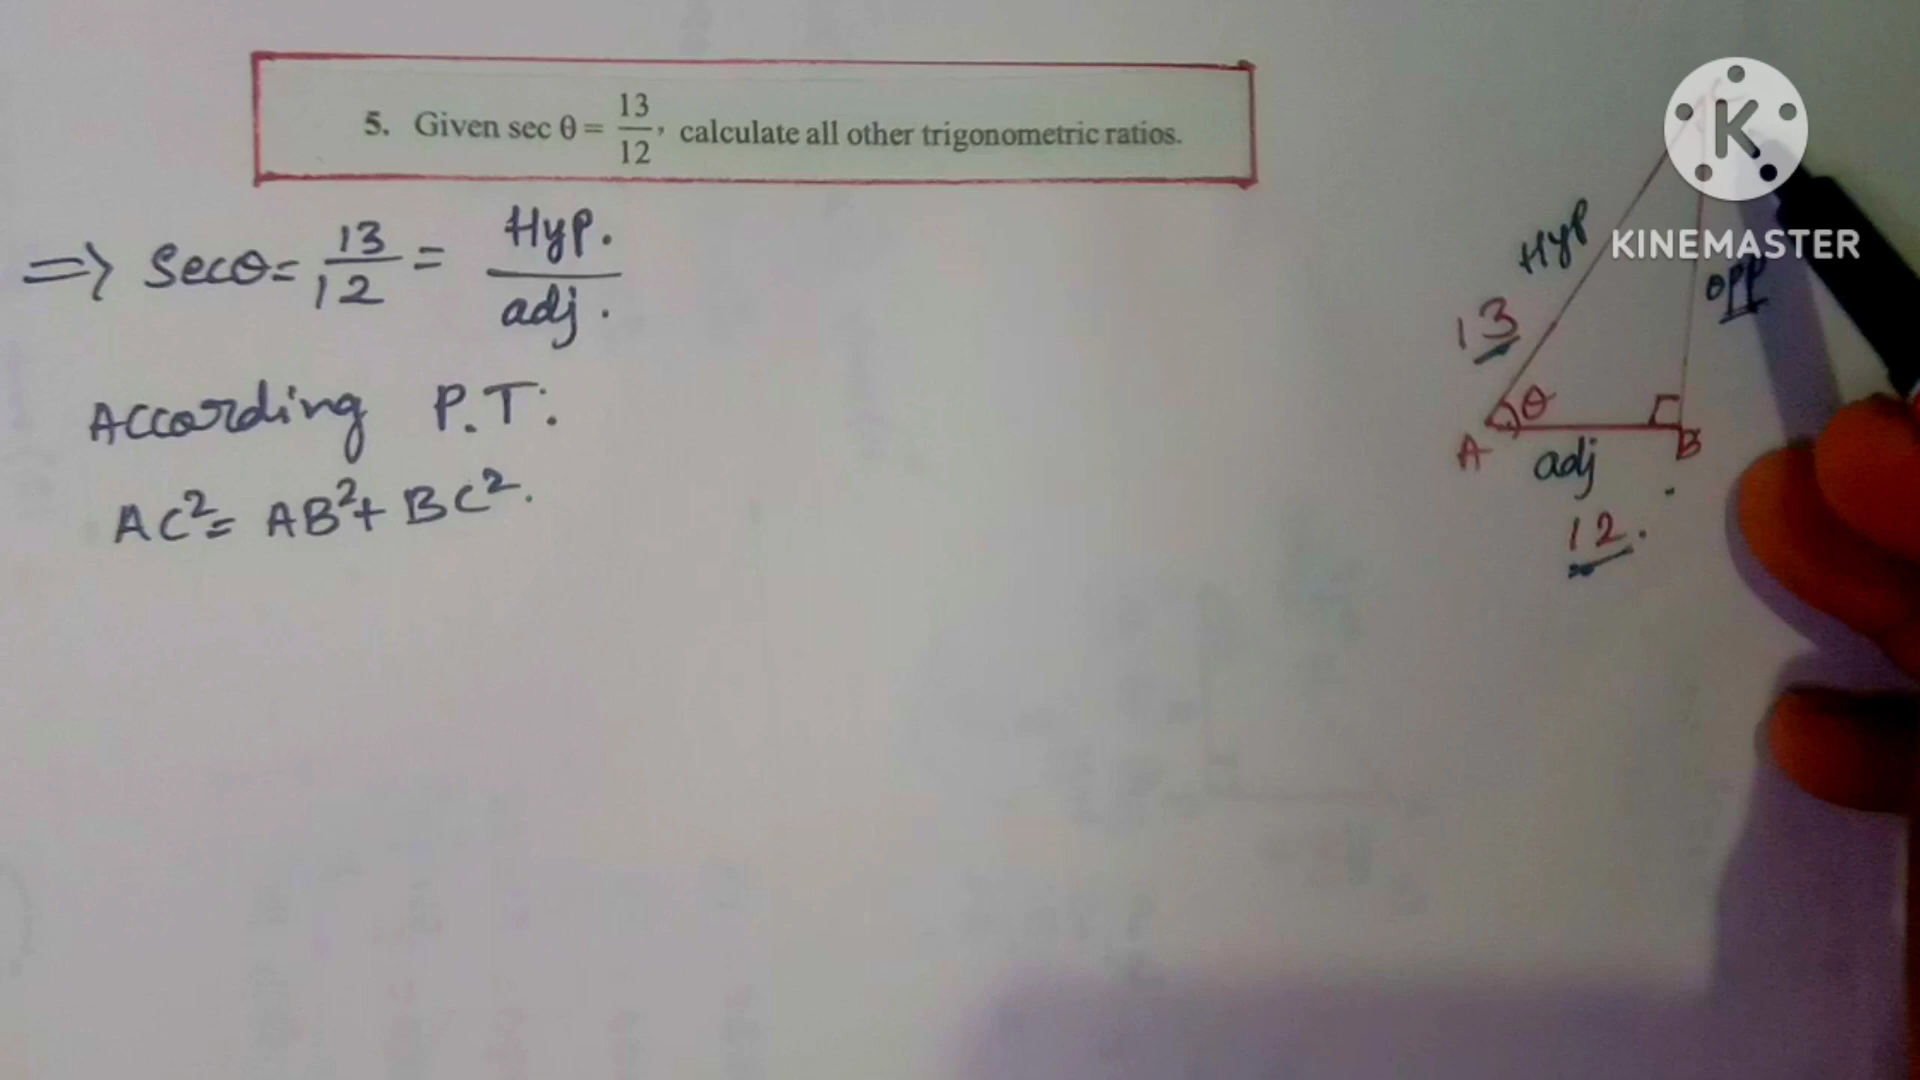 5. Given sec θ = 13/12, calculate all other trigonometric ratios.
=> Secθ = 13/12 = Hyp./adj.
According P.T:
AC²= AB²+ BC².
K
KINEMASTER
Hyp
opp
13
θ
A
B
adj
12.